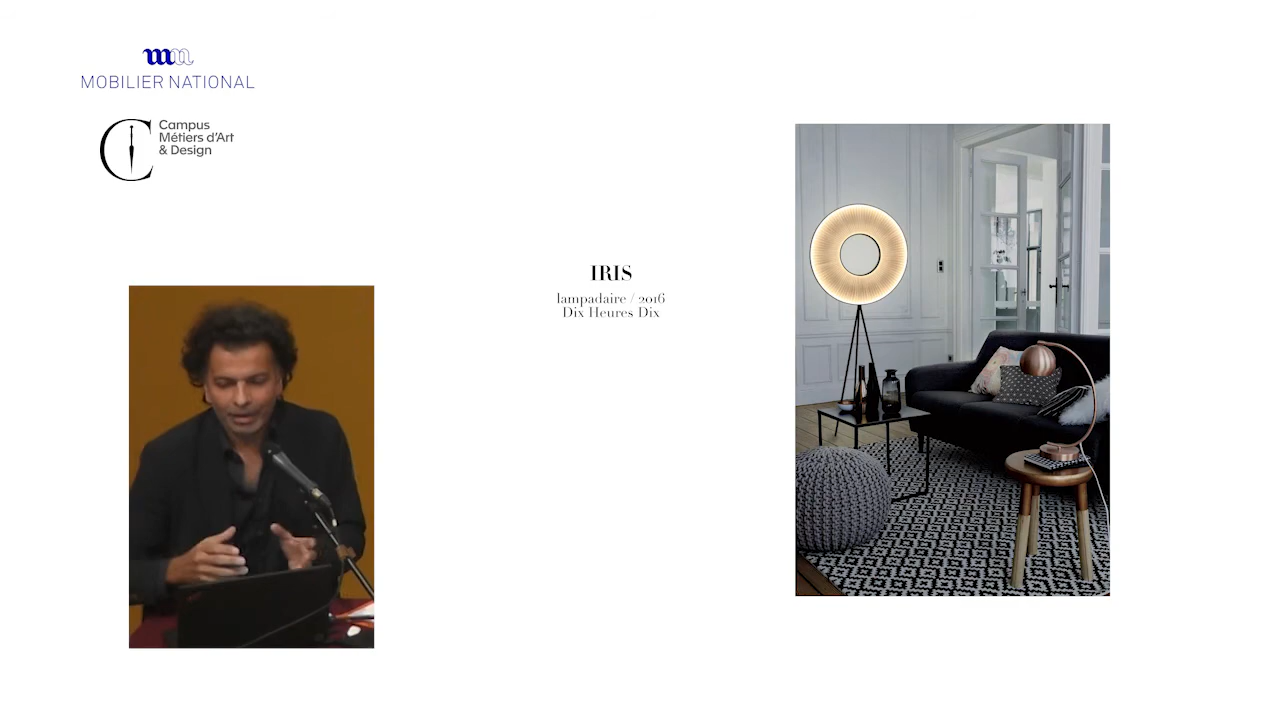 MOBILIER NATIONAL
Campus
Métiers d'Art
& Design
IRIS
lampadaire / 2016
Dix Heures Dix